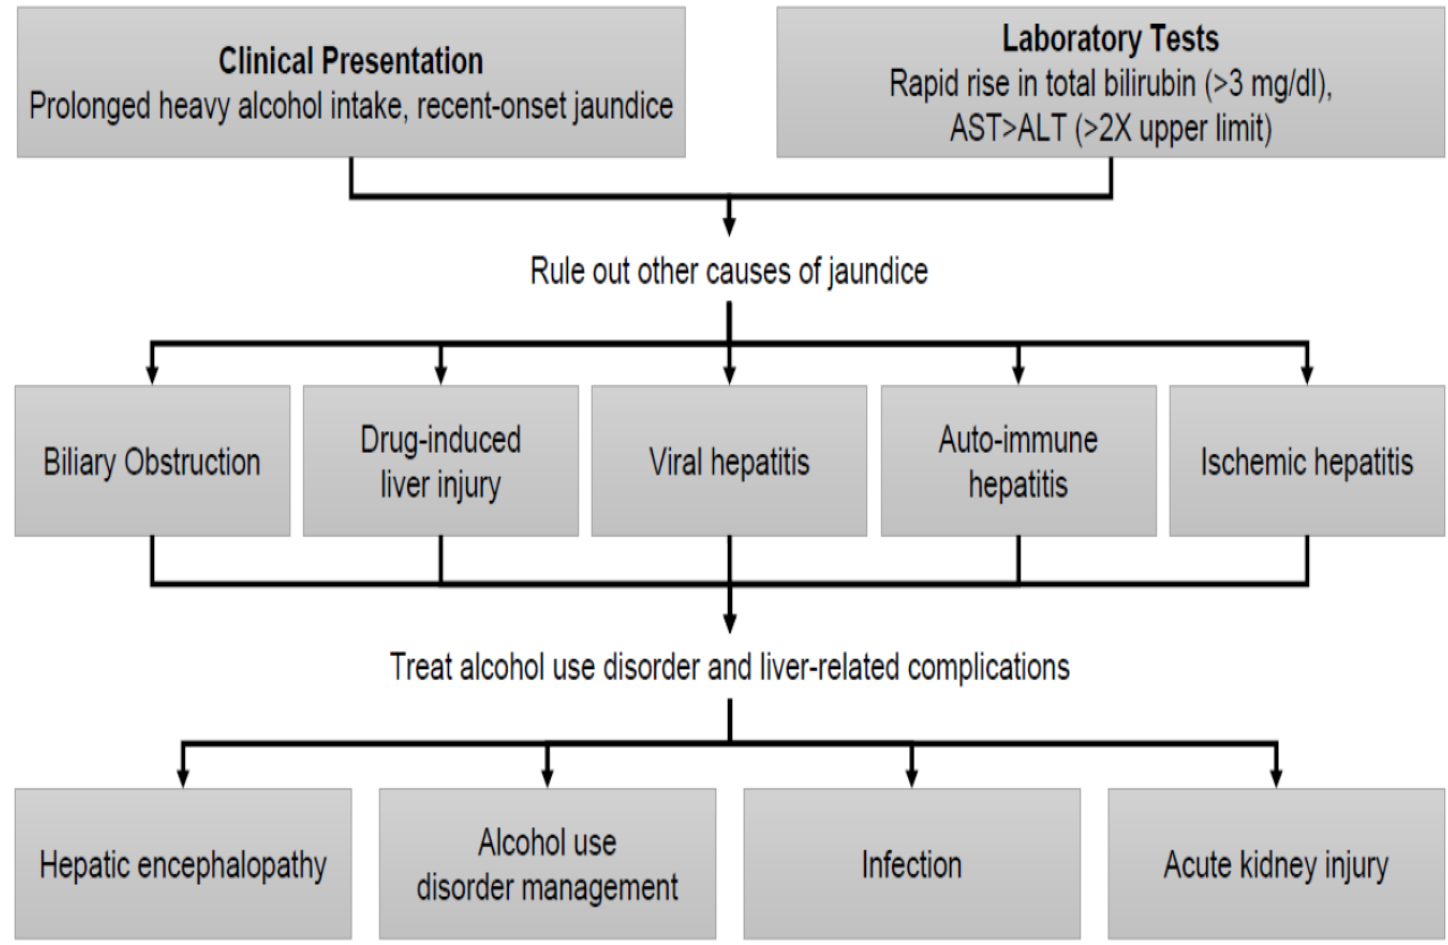 Clinical Presentation
Prolonged heavy alcohol intake, recent-onset jaundice
Laboratory Tests
Rapid rise in total bilirubin (>3 mg/dl),
AST>ALT (>2X upper limit)
Rule out other causes of jaundice
Biliary Obstruction
Drug-induced
liver injury
Viral hepatitis
Auto-immune
hepatitis
Ischemic hepatitis
Treat alcohol use disorder and liver-related complications
Hepatic encephalopathy
Alcohol use
disorder management
Infection
Acute kidney injury